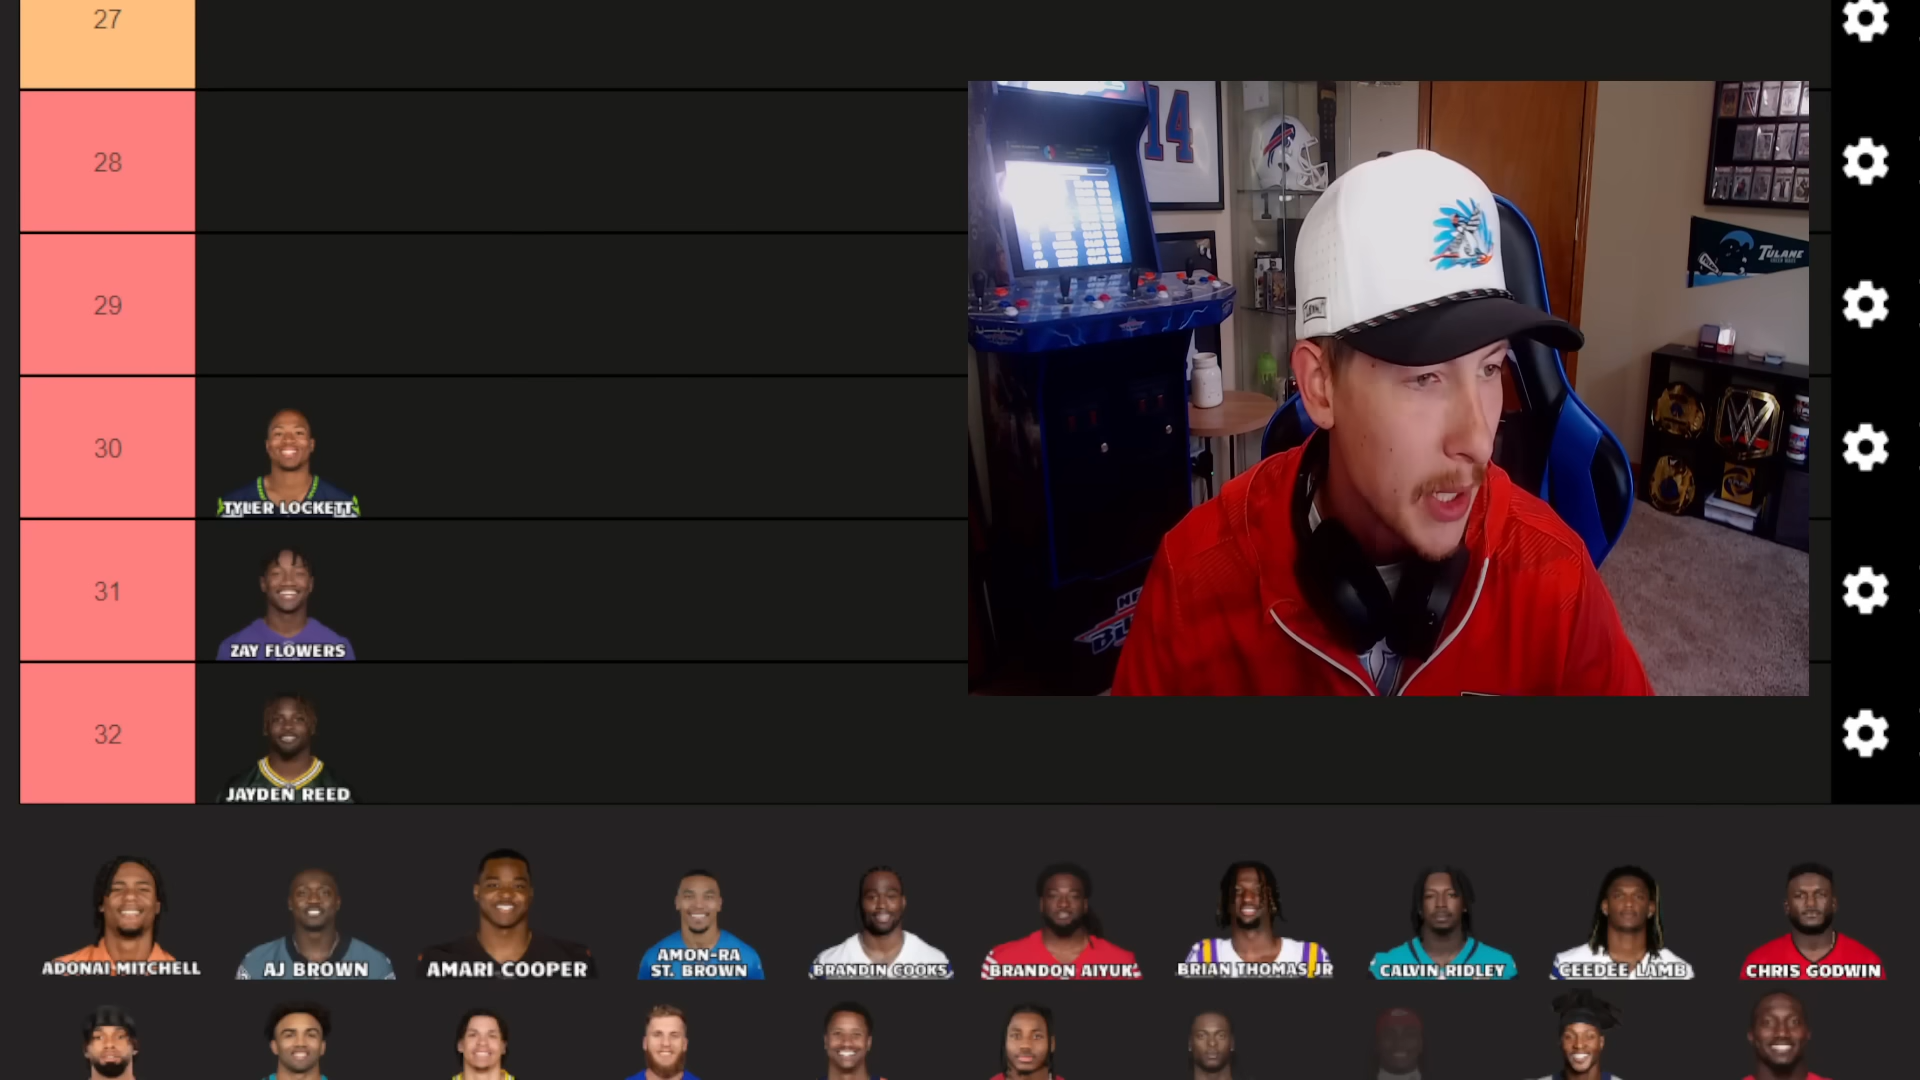 27
28
29
30
TYLER LOCKETT
31
ZAY FLOWERS
32
JAYDEN REED
14
TULANE
W
ADONAI MITCHELL
AJ BROWN
AMARI COOPER
AMON-RA
ST. BROWN
BRANDIN COOKS
BRANDON AIYUK
BRIAN THOMAS JR
CALVIN RIDLEY
CEEDEE LAMB
CHRIS GODWIN